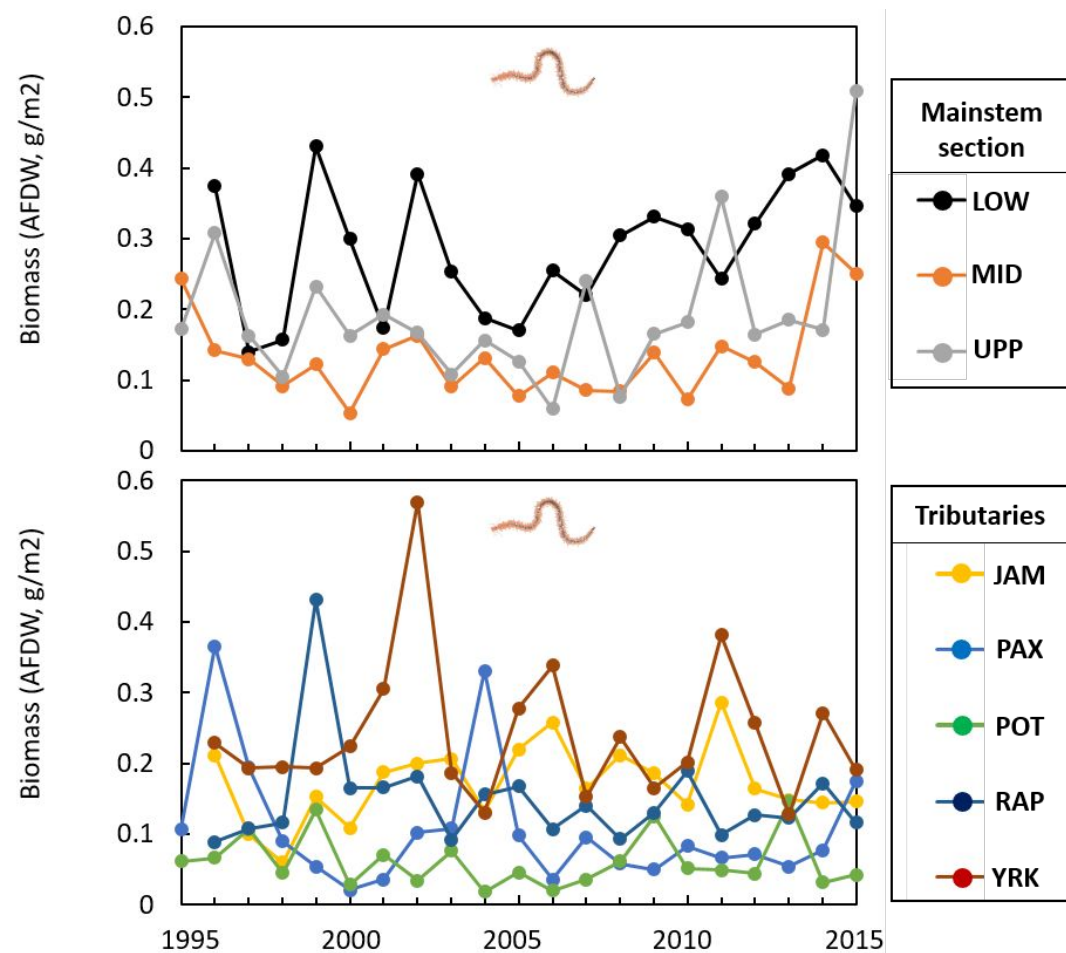 Biomass (AFDW, g/m2)
0.6
0.5
0.4
0.3
0.2
0.1
0
Mainstem
section
LOW
MID
UPP
Biomass (AFDW, g/m2)
0.6
0.5
0.4
0.3
0.2
0.1
0
1995 2000 2005 2010 2015
Tributaries
JAM
PAX
POT
RAP
YRK